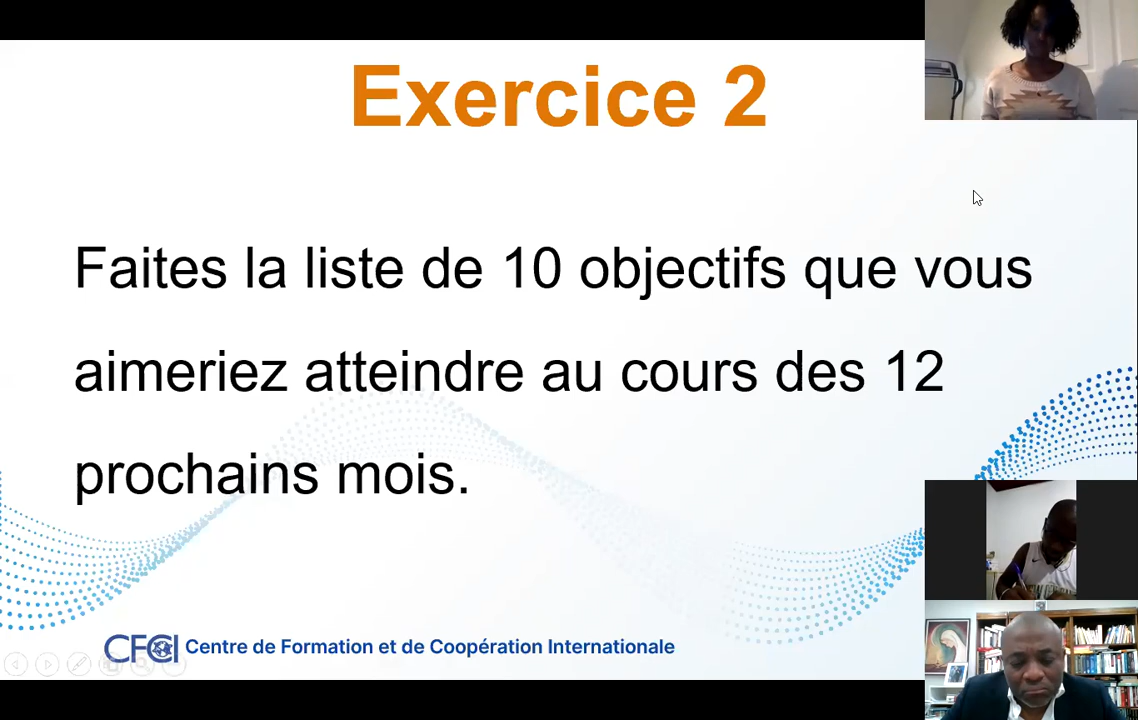 Exercice 2
Faites la liste de 10 objectifs que vous
aimeriez atteindre au cours des 12
prochains mois.
CFCI Centre de Formation et de Coopération Internationale